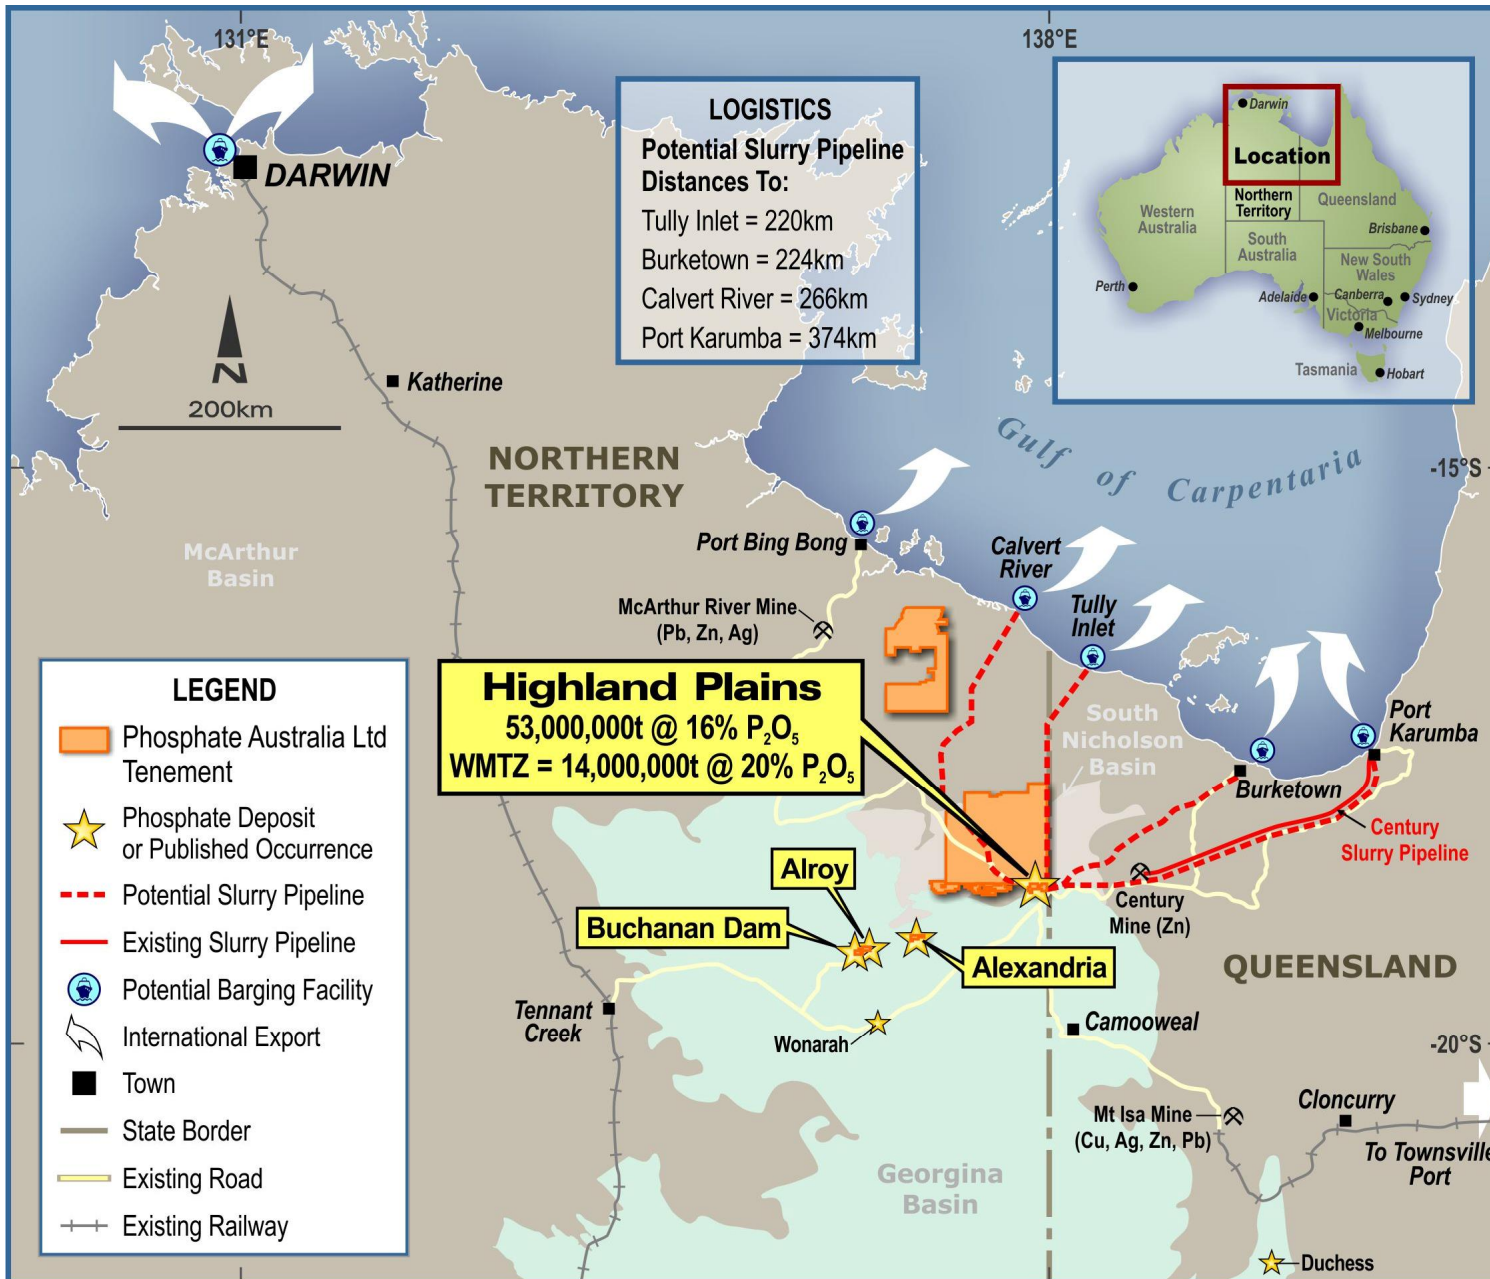 131°E
138°E
LOGISTICS
Potential Slurry Pipeline
Distances To:
Tully Inlet = 220km
Burketown = 224km
Calvert River = 266km
Port Karumba = 374km
Darwin
Location
Northern
Territory
Western
Australia
Queensland
South
Australia
Brisbane
New South
Wales
Perth
Adelaide
Canberra
Sydney
Victoria
Melbourne
Tasmania
Hobart
DARWIN
N
200km
Katherine
NORTHERN
TERRITORY
Gulf of Carpentaria
-15°S
McArthur
Basin
Port Bing Bong
Calvert
River
Tully
Inlet
McArthur River Mine
(Pb, Zn, Ag)
Highland Plains
53,000,000t @ 16% P₂O₅
WMTZ = 14,000,000t @ 20% P₂O₅
South
Nicholson
Basin
Port
Karumba
Burketown
Century
Slurry Pipeline
Century
Mine (Zn)
Alroy
Buchanan Dam
Alexandria
QUEENSLAND
Tennant
Creek
Wonarah
Camooweal
-20°S
Mt Isa Mine
(Cu, Ag, Zn, Pb)
Cloncurry
To Townsville
Port
Georgina
Basin
Duchess
LEGEND
Phosphate Australia Ltd
Tenement
Phosphate Deposit
or Published Occurrence
Potential Slurry Pipeline
Existing Slurry Pipeline
Potential Barging Facility
International Export
Town
State Border
Existing Road
Existing Railway